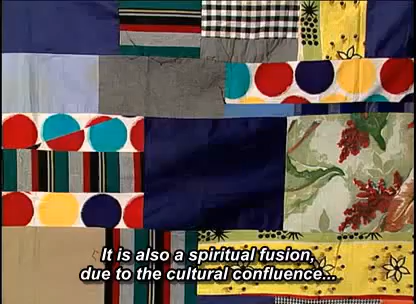 It is also a spiritual fusion,
due to the cultural confluence...